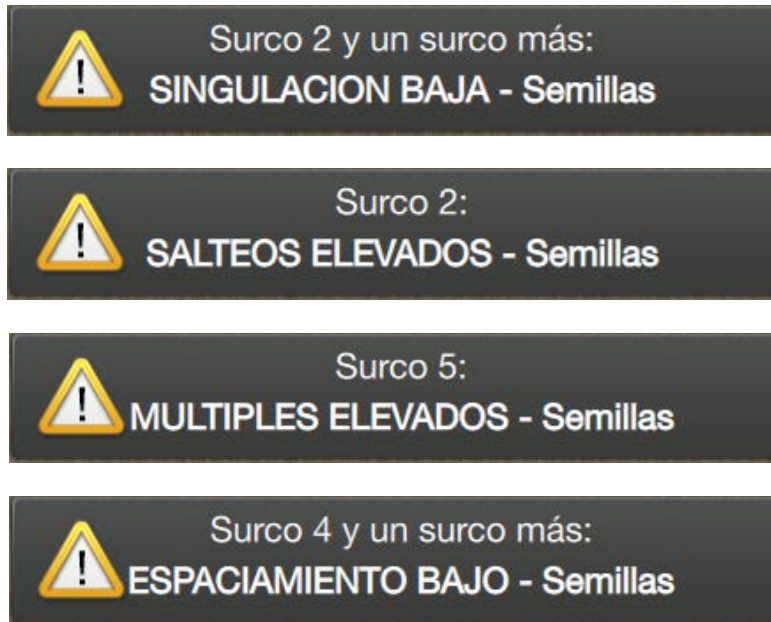 Surco 2 y un surco más:
SINGULACION BAJA - Semillas
Surco 2:
SALTEOS ELEVADOS - Semillas
Surco 5:
MULTIPLES ELEVADOS - Semillas
Surco 4 y un surco más:
ESPACIAMIENTO BAJO - Semillas